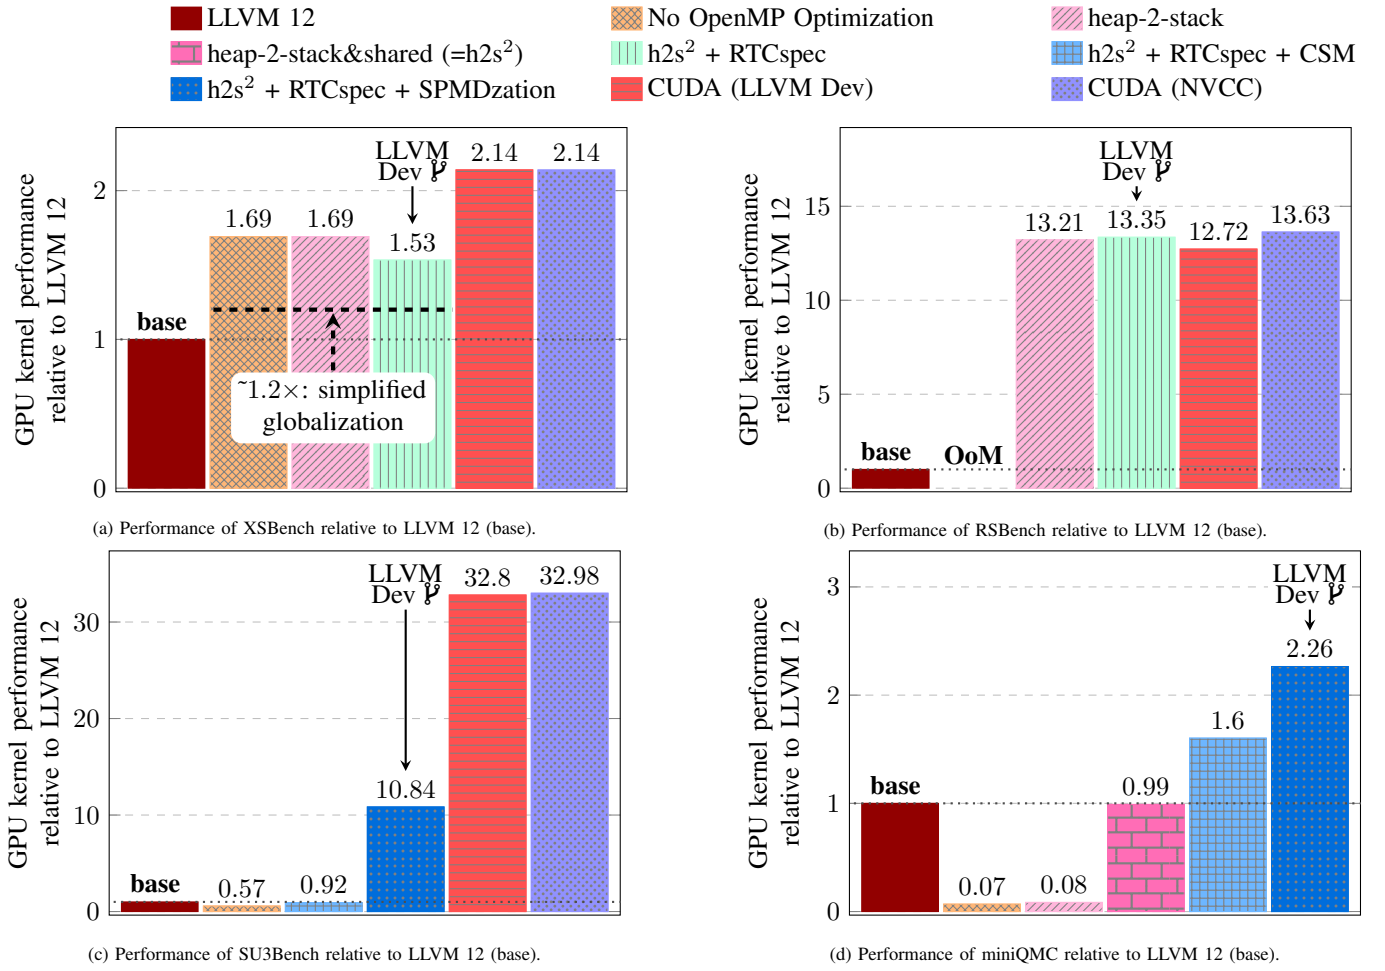 LLVM 12
No OpenMP Optimization
heap-2-stack
heap-2-stack&shared (=h2s²)
h2s² + RTCspec
h2s² + RTCspec + CSM
h2s² + RTCspec + SPMDzation
CUDA (LLVM Dev)
CUDA (NVCC)
GPU kernel performance
relative to LLVM 12
2
1
0
base
1.69
1.69
LLVM
Dev
1.53
2.14
2.14
~1.2×: simplified
globalization
(a) Performance of XSBench relative to LLVM 12 (base).
GPU kernel performance
relative to LLVM 12
15
10
5
0
base
OoM
13.21
LLVM
Dev
13.35
12.72
13.63
(b) Performance of RSBench relative to LLVM 12 (base).
GPU kernel performance
relative to LLVM 12
30
20
10
0
base
0.57
0.92
LLVM
Dev
10.84
32.8
32.98
(c) Performance of SU3Bench relative to LLVM 12 (base).
GPU kernel performance
relative to LLVM 12
3
2
1
0
base
0.07
0.08
0.99
1.6
LLVM
Dev
2.26
(d) Performance of miniQMC relative to LLVM 12 (base).